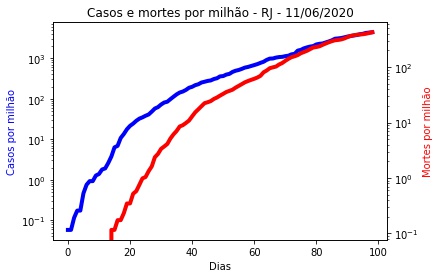 Casos e mortes por milhão - RJ - 11/06/2020
Casos por milhão
10³
10²
10¹
10⁰
10⁻¹
10²
10¹
10⁰
10⁻¹
Mortes por milhão
0 20 40 60 80 100
Dias